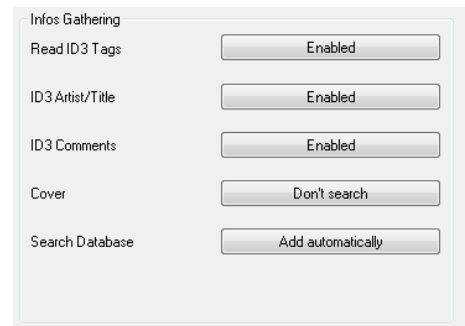 Infos Gathering
Read ID3 Tags Enabled
ID3 Artist/Title Enabled
ID3 Comments Enabled
Cover Don't search
Search Database Add automatically